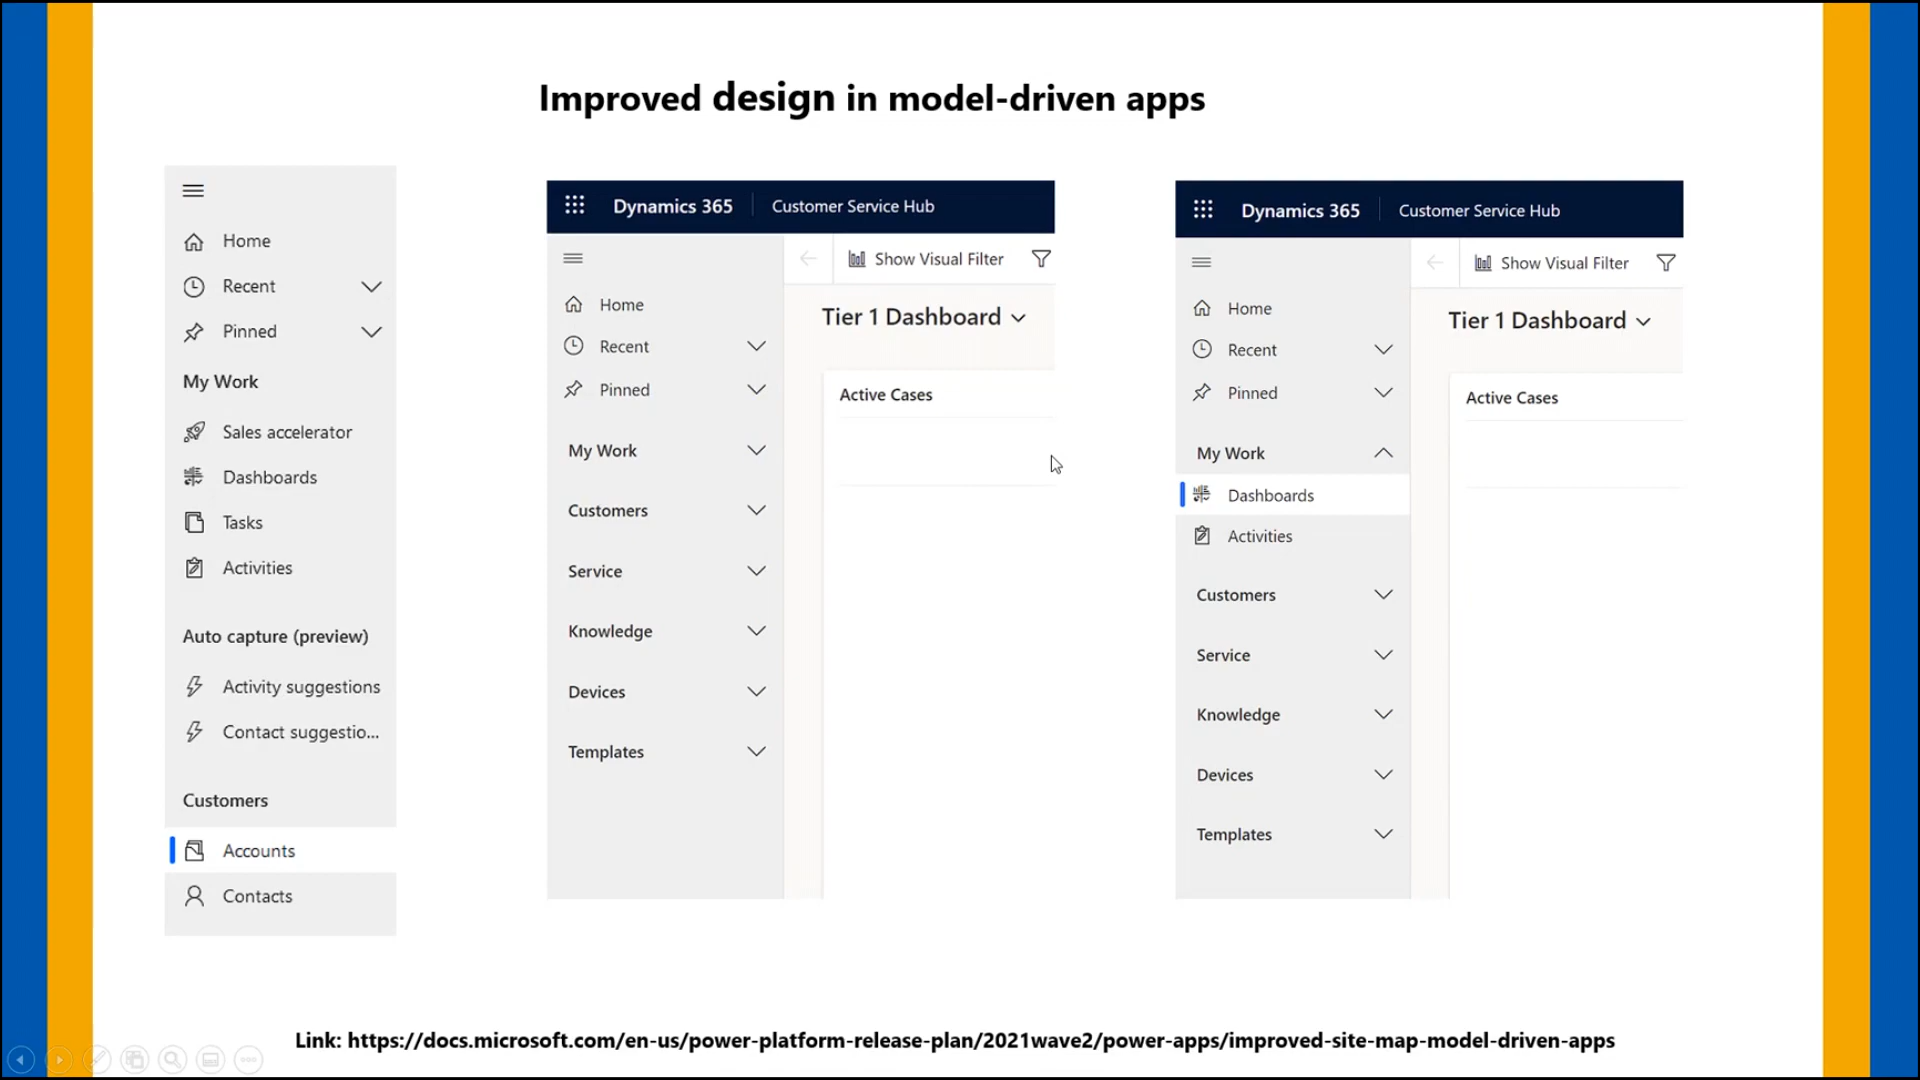 Improved design in model-driven apps
Home
Recent
Pinned
My Work
Sales accelerator
Dashboards
Tasks
Activities
Auto capture (preview)
Activity suggestions
Contact suggestio...
Customers
Accounts
Contacts
Dynamics 365 Customer Service Hub
Show Visual Filter
Home
Recent
Pinned
My Work
Customers
Service
Knowledge
Devices
Templates
Tier 1 Dashboard
Active Cases
Dynamics 365 Customer Service Hub
Show Visual Filter
Home
Recent
Pinned
My Work
Dashboards
Activities
Customers
Service
Knowledge
Devices
Templates
Tier 1 Dashboard
Active Cases
Link: https://docs.microsoft.com/en-us/power-platform-release-plan/2021wave2/power-apps/improved-site-map-model-driven-apps